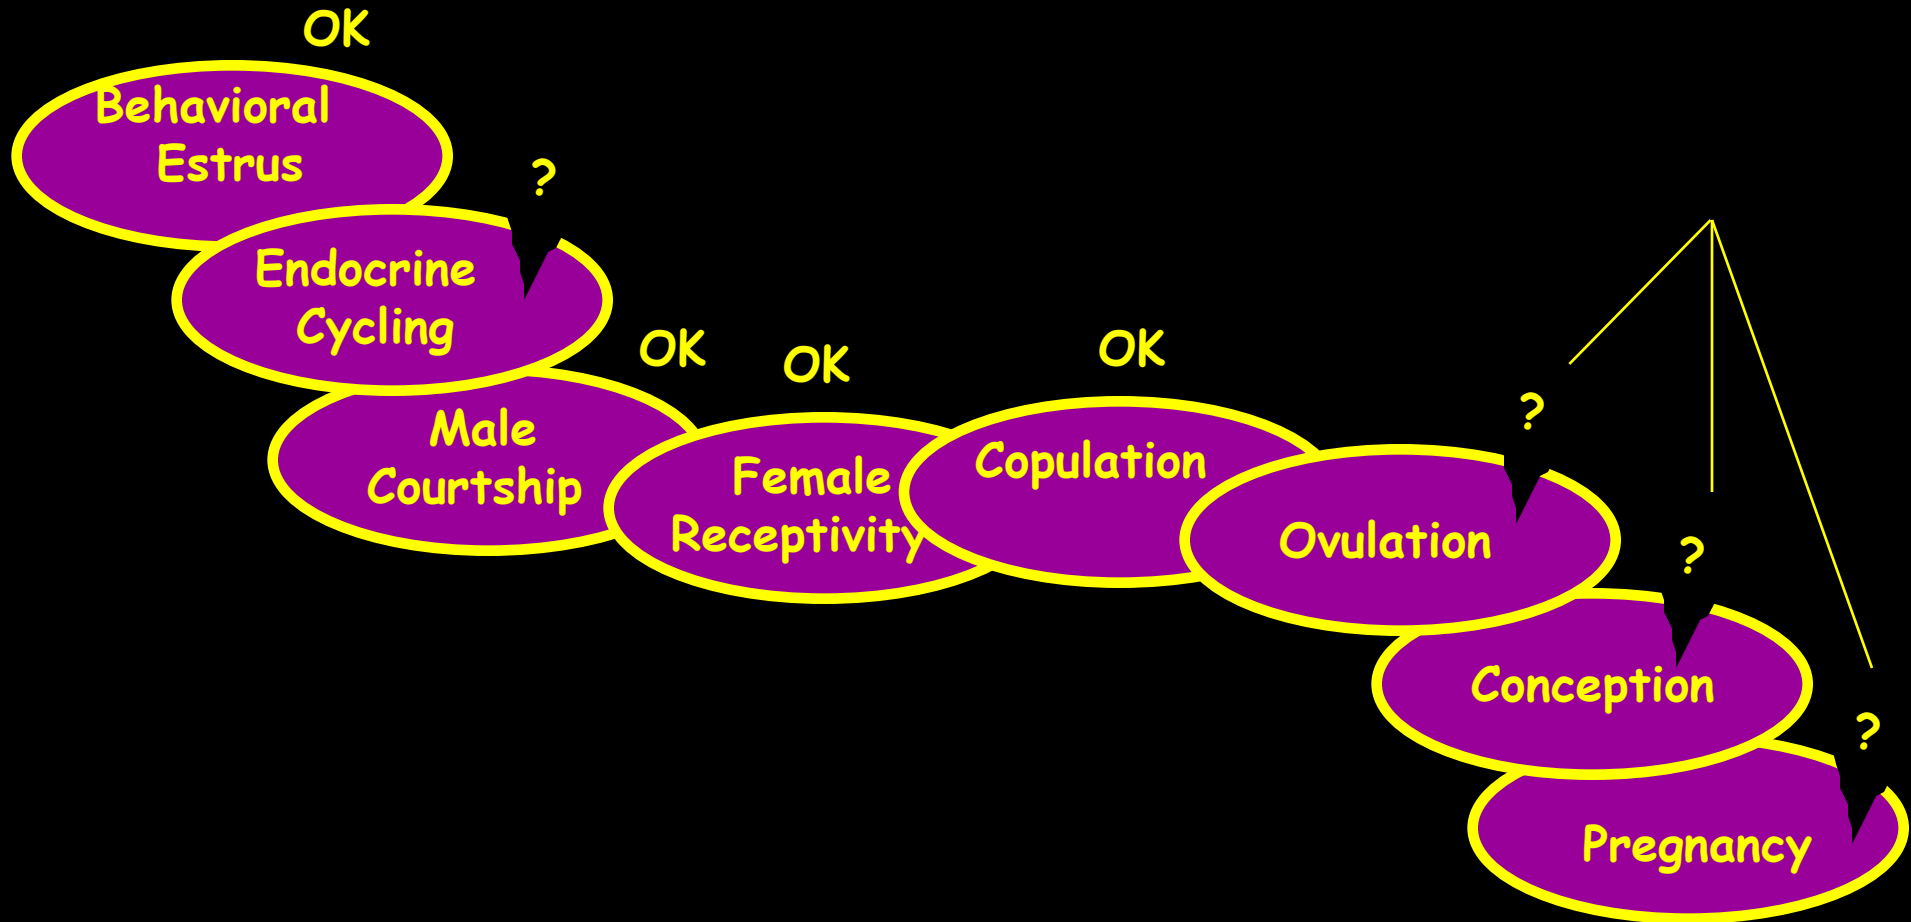 OK
Behavioral
Estrus
?
Endocrine
Cycling
OK
Male
Courtship
OK
Female
Receptivity
OK
Copulation
?
Ovulation
?
Conception
?
Pregnancy